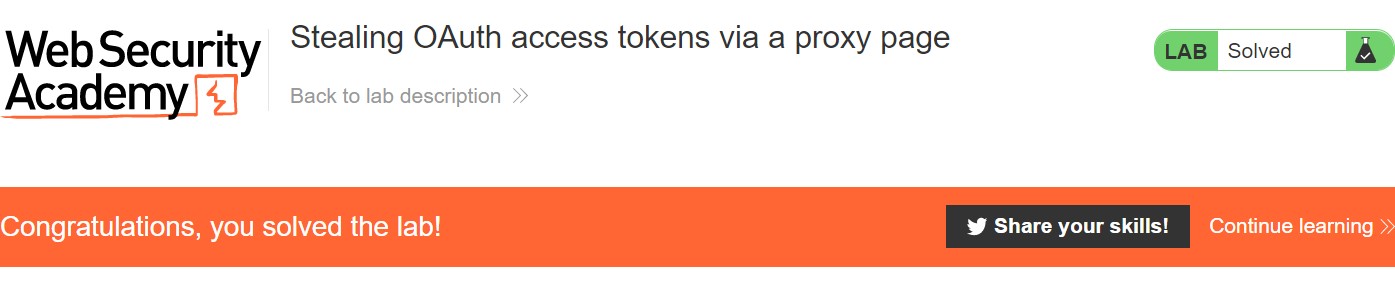 Web Security
Academy
Stealing OAuth access tokens via a proxy page
Back to lab description
LAB Solved
Congratulations, you solved the lab!
Share your skills!
Continue learning